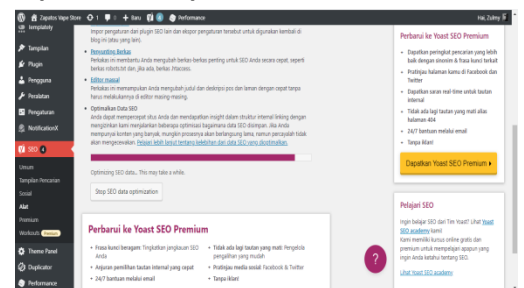 Zapatos Vape Store
1
0
+ Baru
4
Performance
Hai, Zulmy
Templately
Tampilan
Plugin
Pengguna
Peralatan
Pengaturan
NotificationX
SEO 4
Umum
Tampilan Pencarian
Sosial
Alat
Premium
Workouts Premium
Theme Panel
Duplicator
Performance
Impor pengaturan dari plugin SEO lain dan ekspor pengaturan tersebut untuk digunakan kembali di
blog ini (atau yang lain).
Penyunting Berkas
Perkakas ini membantu Anda mengubah berkas-berkas penting untuk SEO Anda secara cepat, seperti
berkas robots.txt dan, jika ada, berkas .htaccess.
Editor massal
Perkakas ini memampukan Anda mengubah judul dan deskripsi pos dan laman dengan cepat tanpa
harus melakukannya di editor masing-masing.
Optimalkan Data SEO
Anda dapat mempercepat situs Anda dan mendapatkan insight dalam struktur internal linking dengan
mengizinkan kami menjalankan beberapa optimisasi bagaimana data SEO disimpan. Jika Anda
mempunyai konten yang banyak, mungkin prosesnya akan berlangsung lama, namun percayalah tidak
akan mengecewakan. Pelajari lebih lanjut tentang kelebihan dari data SEO yang dioptimalkan.
Optimizing SEO data... This may take a while.
Stop SEO data optimization
Perbarui ke Yoast SEO Premium
Frasa kunci beragam: Tingkatkan jangkauan SEO
Anda
Anjuran pemilihan tautan internal yang cepat
24/7 bantuan melalui email
Tidak ada lagi tautan yang mati: Pengelola
pengalihan yang mudah
Pratinjau media sosial: Facebook & Twitter
Tanpa iklan!
Perbarui ke Yoast SEO Premium
Dapatkan peringkat pencarian yang lebih
baik dengan sinonim & frasa kunci terkait
Pratinjau halaman kamu di Facebook dan
Twitter
Dapatkan saran real-time untuk tautan
internal
Tidak ada lagi tautan yang mati alias
halaman 404
24/7 bantuan melalui email
Tanpa iklan!
Dapatkan Yoast SEO Premium
Pelajari SEO
Ingin belajar SEO dari Tim Yoast? Lihat Yoast
SEO academy kami!
Kami memiliki kursus online gratis dan
premium untuk mempelajari apapun yang
ingin Anda ketahui tentang SEO.
Lihat Yoast SEO academy
?